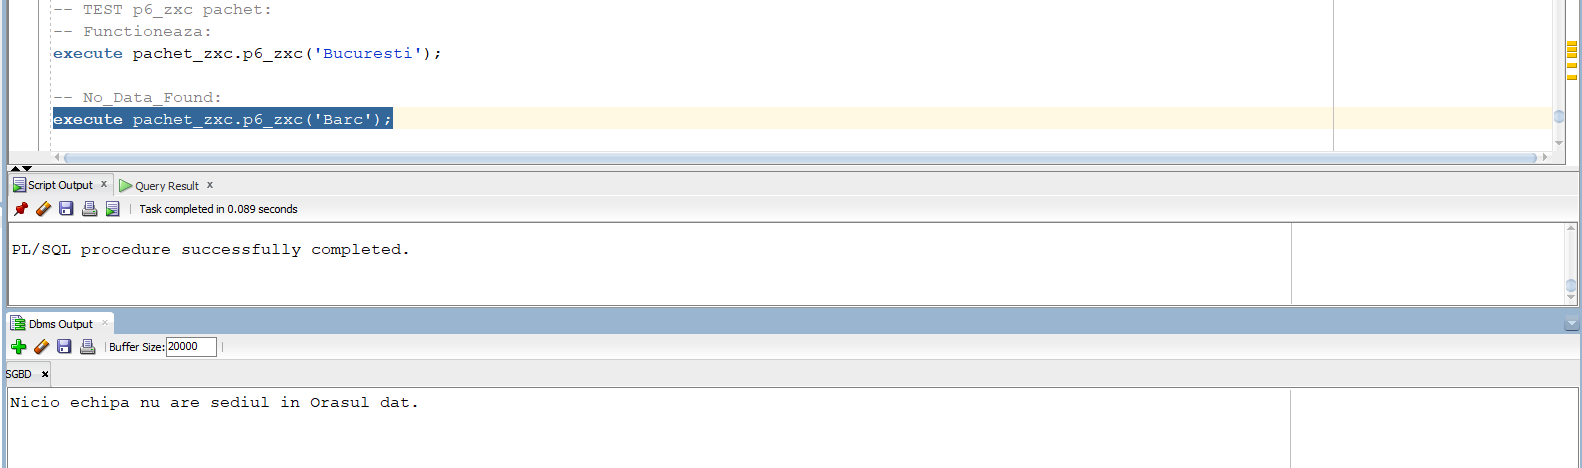 -- TEST p6_zxc pachet:
-- Functioneaza:
execute pachet_zxc.p6_zxc('Bucuresti');
-- No_Data_Found:
execute pachet_zxc.p6_zxc('Barc');
Script Output x Query Result x
Task completed in 0.089 seconds
PL/SQL procedure successfully completed.
Dbms Output x
Buffer Size: 20000
SGBD x
Nicio echipa nu are sediul in Orasul dat.